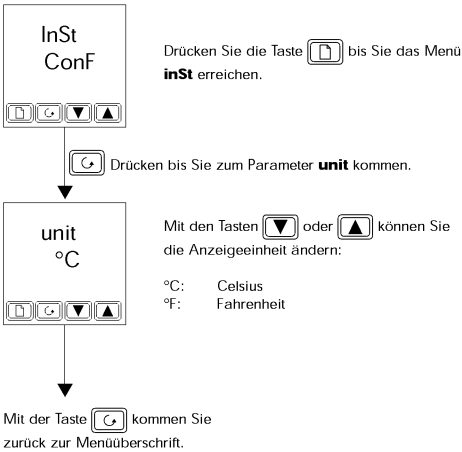 InSt
ConF
Drücken Sie die Taste bis Sie das Menü
inSt erreichen.
Drücken bis Sie zum Parameter unit kommen.
unit
°C
Mit den Tasten oder können Sie
die Anzeigeeinheit ändern:
°C: Celsius
°F: Fahrenheit
Mit der Taste kommen Sie
zurück zur Menüüberschrift.